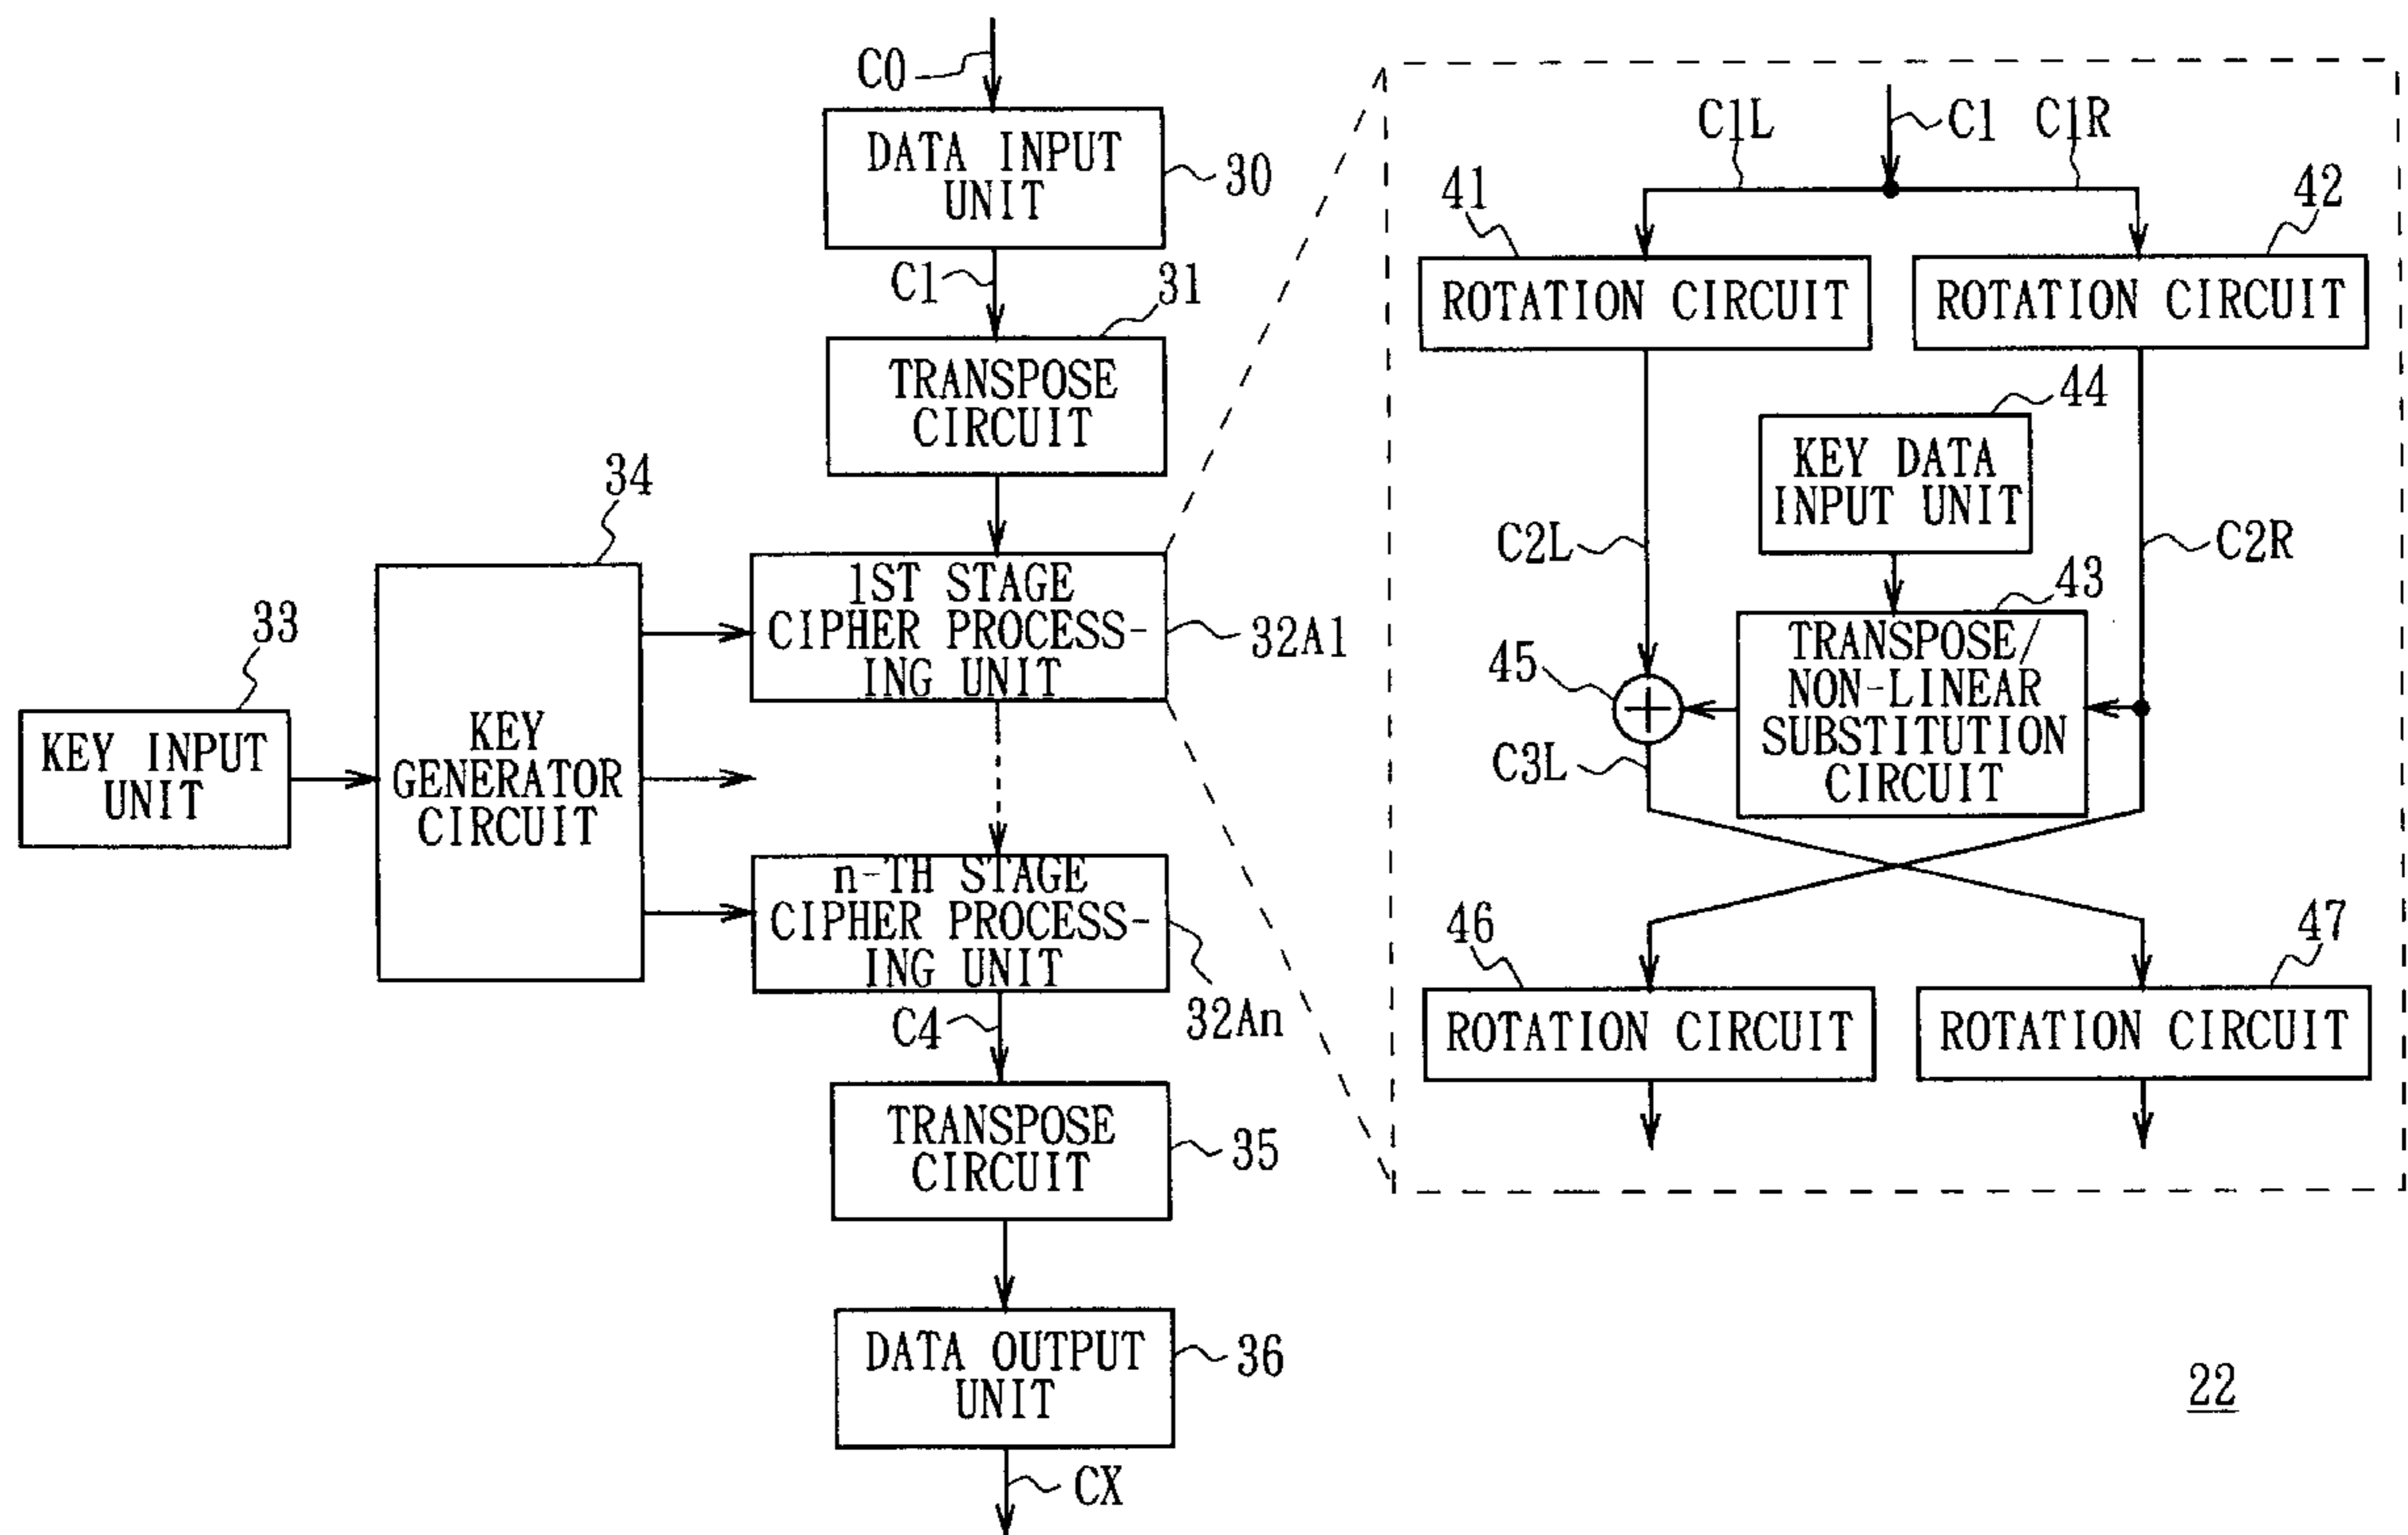 C0
DATA INPUT
UNIT
30
C1
31
TRANSPOSE
CIRCUIT
34
33
KEY INPUT
UNIT
KEY
GENERATOR
CIRCUIT
1ST STAGE
CIPHER PROCESS-
ING UNIT
32A1
n-TH STAGE
CIPHER PROCESS-
ING UNIT
32An
C4
TRANSPOSE
CIRCUIT
35
DATA OUTPUT
UNIT
36
CX
C1L
C1
C1R
41
42
ROTATION CIRCUIT
ROTATION CIRCUIT
44
KEY DATA
INPUT UNIT
C2L
C2R
43
45
TRANSPOSE/
NON-LINEAR
SUBSTITUTION
CIRCUIT
C3L
46
47
ROTATION CIRCUIT
ROTATION CIRCUIT
22